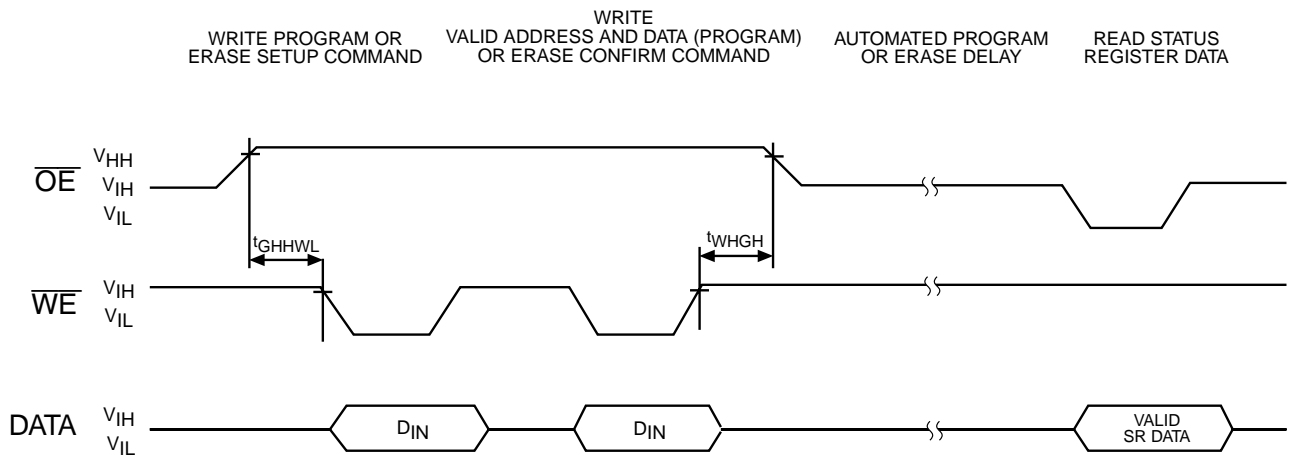 WRITE PROGRAM OR
ERASE SETUP COMMAND
WRITE
VALID ADDRESS AND DATA (PROGRAM)
OR ERASE CONFIRM COMMAND
AUTOMATED PROGRAM
OR ERASE DELAY
READ STATUS
REGISTER DATA
OE
VHH
VIH
VIL
tGHHWL
tWHGH
WE
VIH
VIL
DATA
VIH
VIL
DIN
DIN
VALID
SR DATA